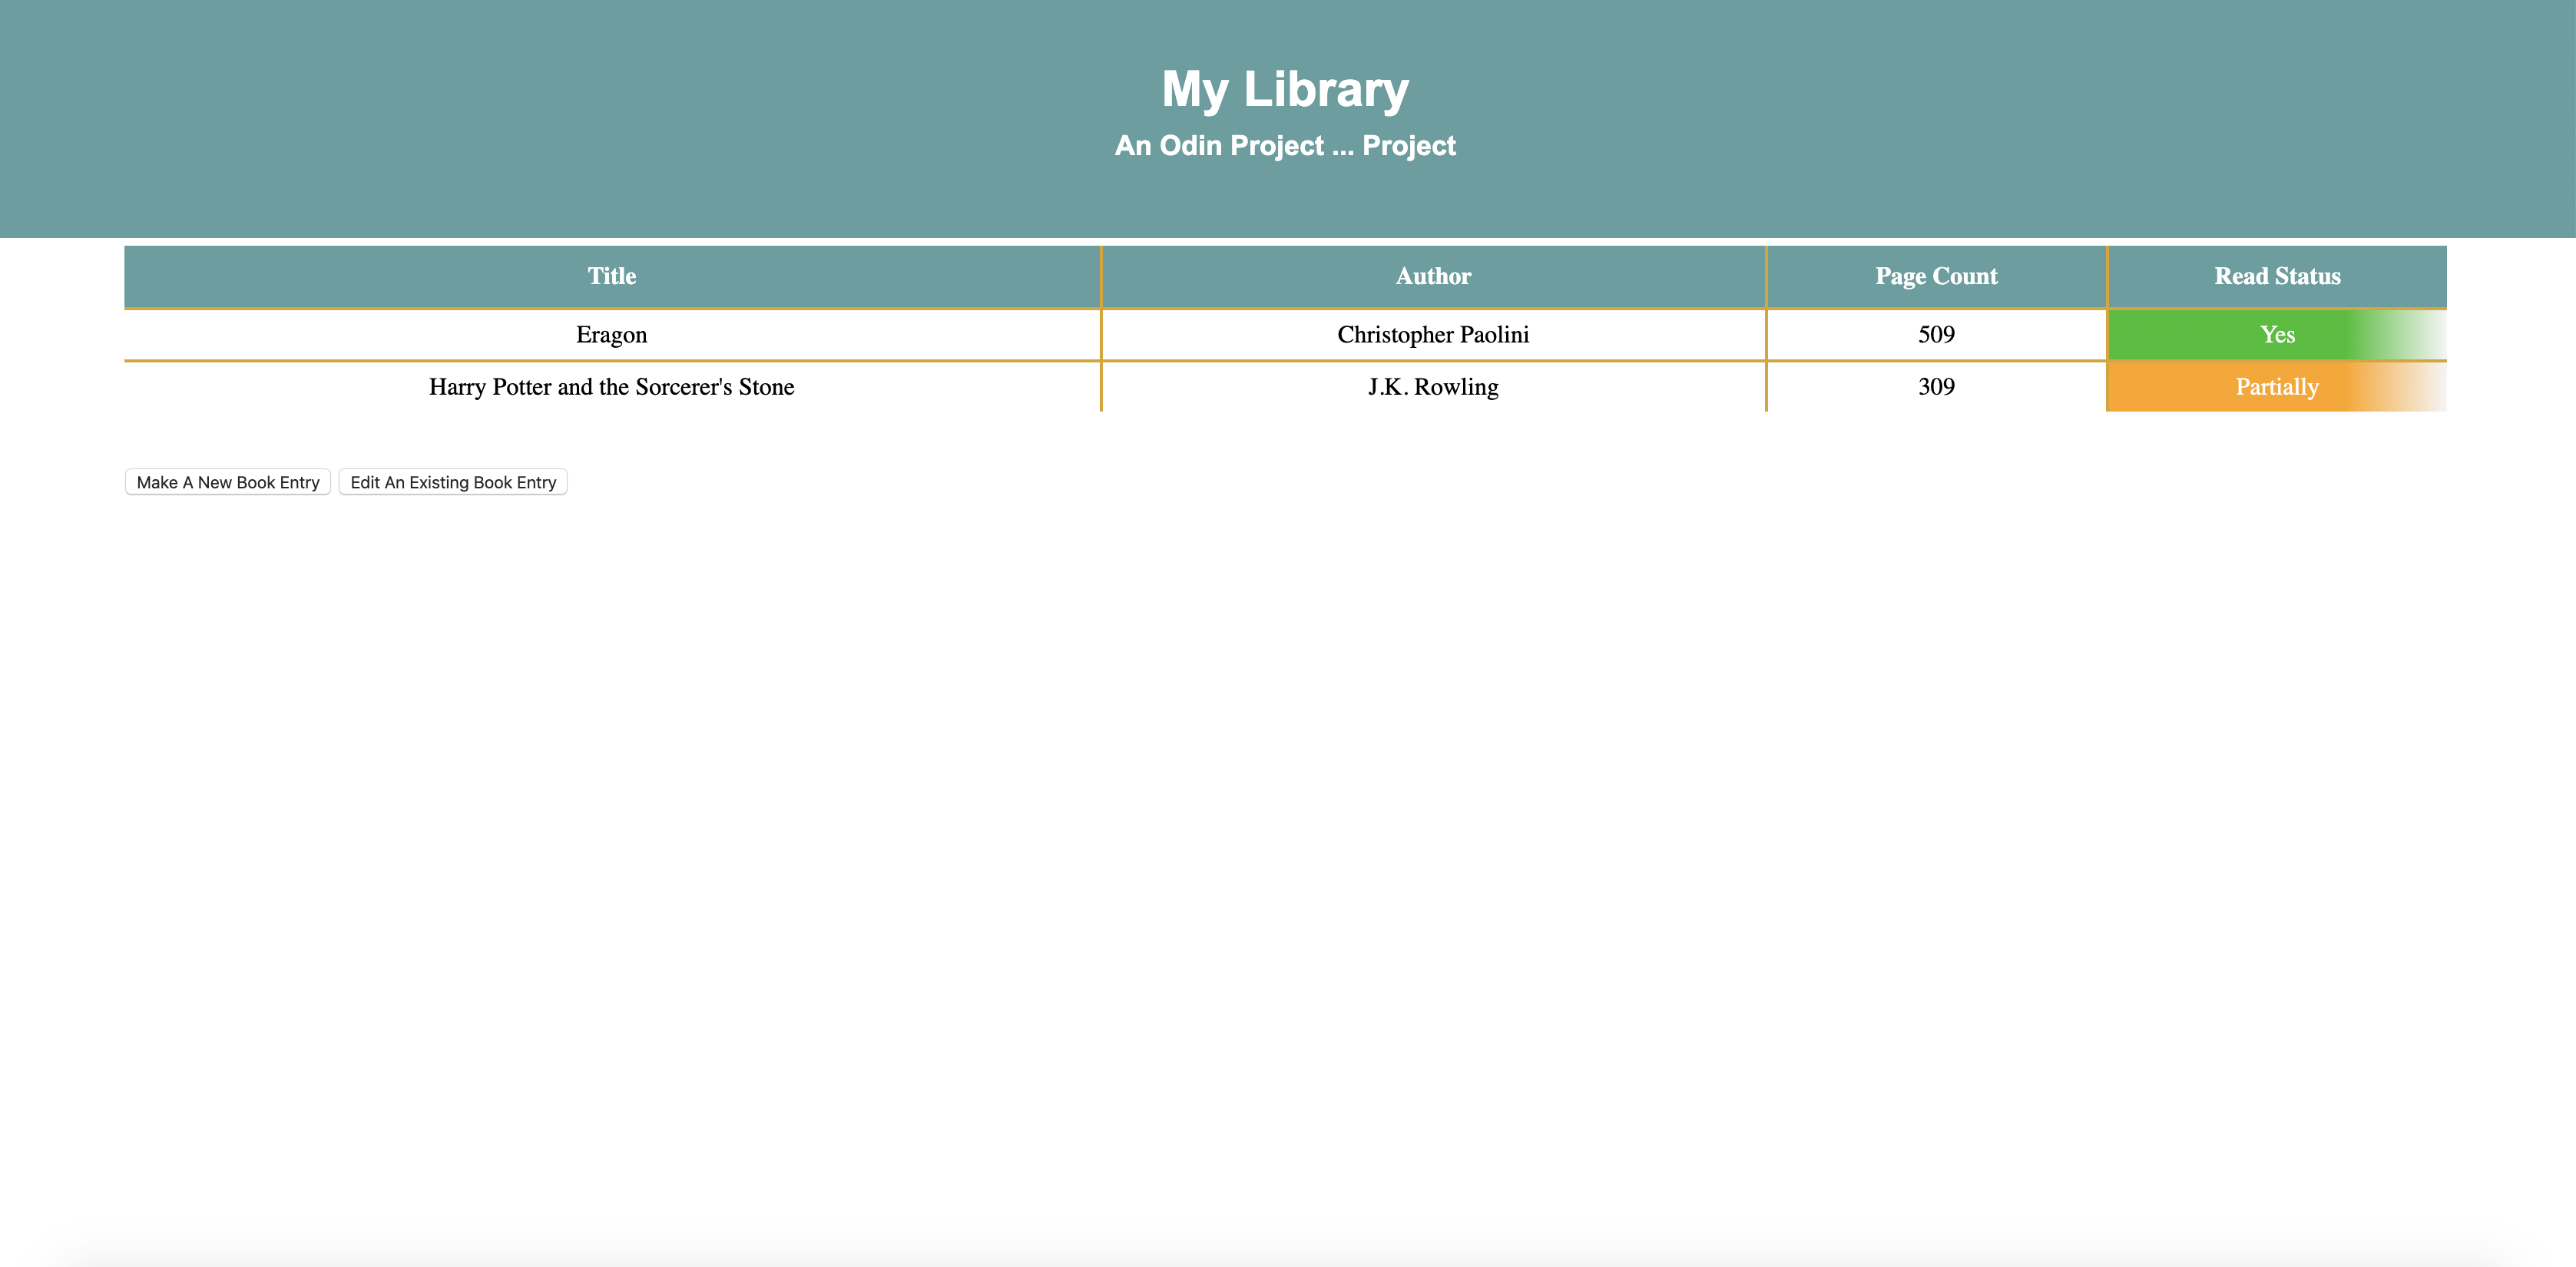 My Library
An Odin Project ... Project
Title Author Page Count Read Status
Eragon Christopher Paolini 509 Yes
Harry Potter and the Sorcerer's Stone J.K. Rowling 309 Partially
Make A New Book Entry Edit An Existing Book Entry